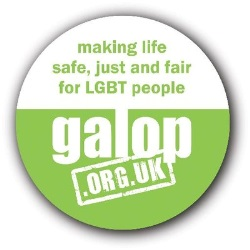 making life
safe, just and fair
for LGBT people
galop
.ORG.UK